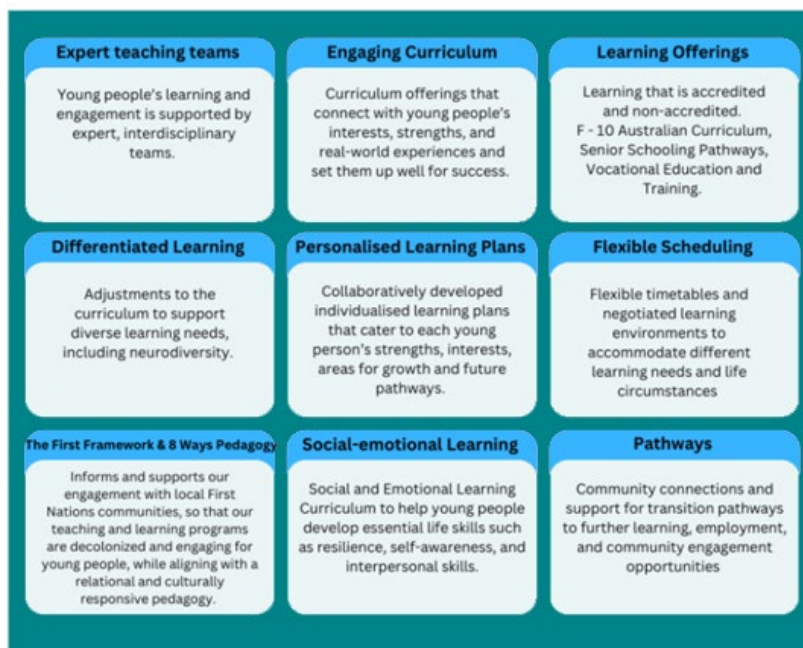 Expert teaching teams
Young people's learning and
engagement is supported by
expert, interdisciplinary
teams.
Engaging Curriculum
Curriculum offerings that
connect with young people's
interests, strengths, and
real-world experiences and
set them up well for success.
Learning Offerings
Learning that is accredited
and non-accredited.
F - 10 Australian Curriculum,
Senior Schooling Pathways,
Vocational Education and
Training.
Differentiated Learning
Adjustments to the
curriculum to support
diverse learning needs,
including neurodiversity.
Personalised Learning Plans
Collaboratively developed
individualised learning plans
that cater to each young
person's strengths, interests,
areas for growth and future
pathways.
Flexible Scheduling
Flexible timetables and
negotiated learning
environments to
accommodate different
learning needs and life
circumstances
The First Framework & 8 Ways Pedagogy
Informs and supports our
engagement with local First
Nations communities, so that our
teaching and learning programs
are decolonized and engaging for
young people, while aligning with a
relational and culturally
responsive pedagogy.
Social-emotional Learning
Social and Emotional Learning
Curriculum to help young people
develop essential life skills such
as resilience, self-awareness, and
interpersonal skills.
Pathways
Community connections and
support for transition pathways
to further learning, employment,
and community engagement
opportunities